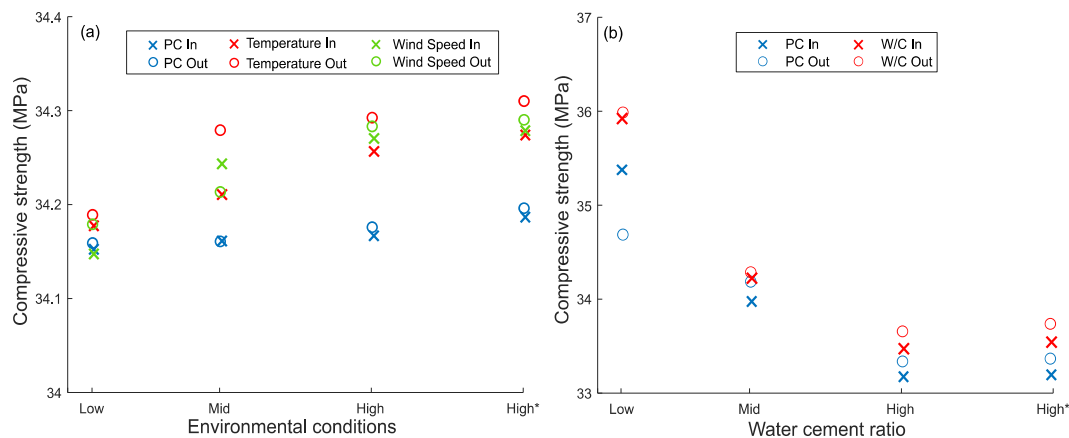 (a)
PC In Temperature In Wind Speed In
PC Out Temperature Out Wind Speed Out
34.4
34.3
34.2
34.1
34
Compressive strength (MPa)
Low Mid High High*
Environmental conditions
(b)
PC In W/C In
PC Out W/C Out
37
36
35
34
33
Compressive strength (MPa)
Low Mid High High*
Water cement ratio